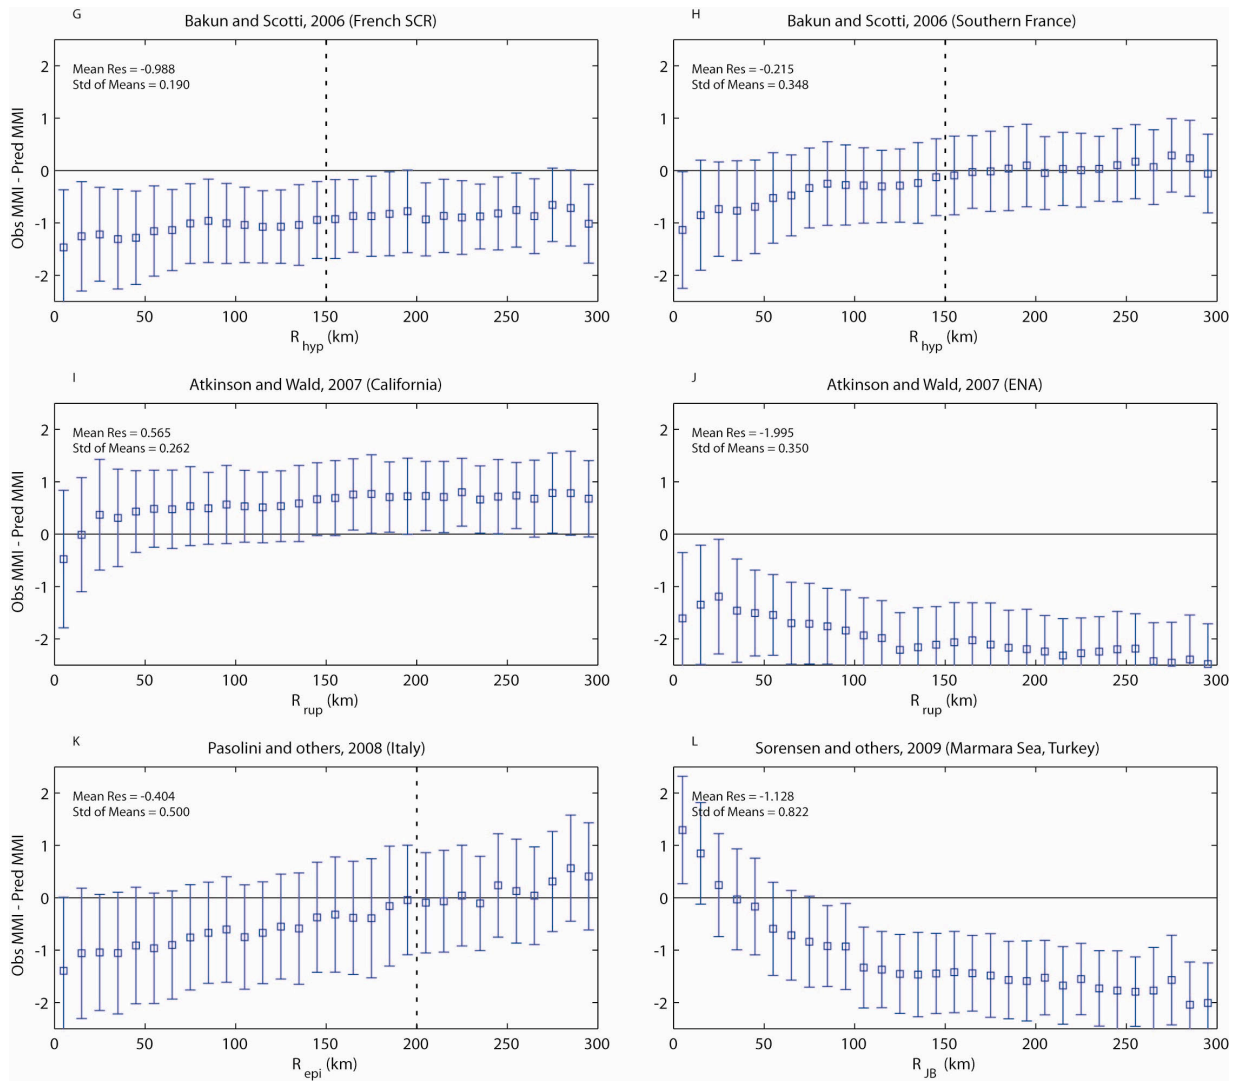 G
Bakun and Scotti, 2006 (French SCR)
Mean Res = -0.988
Std of Means = 0.190
Obs MMI - Pred MMI
2
1
0
-1
-2
0 50 100 150 200 250 300
R hyp (km)
H
Bakun and Scotti, 2006 (Southern France)
Mean Res = -0.215
Std of Means = 0.348
2
1
0
-1
-2
0 50 100 150 200 250 300
R hyp (km)
I
Atkinson and Wald, 2007 (California)
Mean Res = 0.565
Std of Means = 0.262
Obs MMI - Pred MMI
2
1
0
-1
-2
0 50 100 150 200 250 300
R rup (km)
J
Atkinson and Wald, 2007 (ENA)
Mean Res = -1.995
Std of Means = 0.350
2
1
0
-1
-2
0 50 100 150 200 250 300
R rup (km)
K
Pasolini and others, 2008 (Italy)
Mean Res = -0.404
Std of Means = 0.500
Obs MMI - Pred MMI
2
1
0
-1
-2
0 50 100 150 200 250 300
R epi (km)
L
Sorensen and others, 2009 (Marmara Sea, Turkey)
Mean Res = -1.128
Std of Means = 0.822
2
1
0
-1
-2
0 50 100 150 200 250 300
R JB (km)